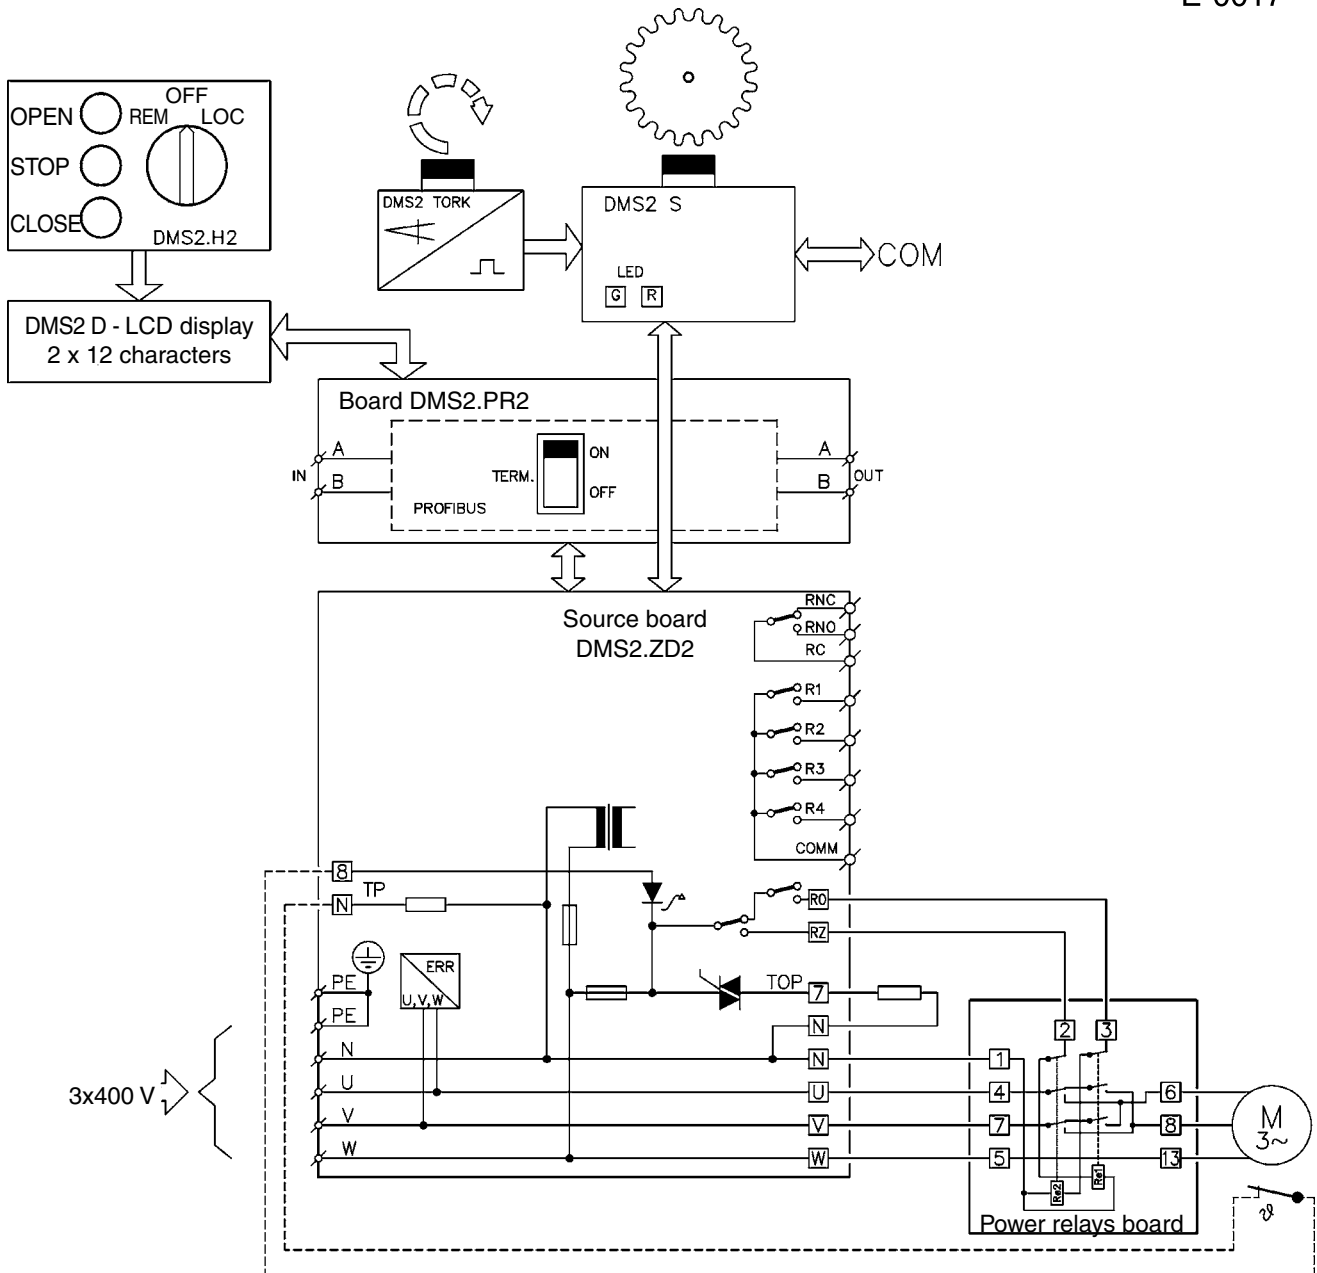 OPEN
STOP
CLOSE
OFF
REM
LOC
DMS2.H2
DMS2 D - LCD display
2 x 12 characters
DMS2 TORK
DMS2 S
LED
G
R
COM
Board DMS2.PR2
IN
A
B
TERM.
ON
OFF
PROFIBUS
A
B
OUT
Source board
DMS2.ZD2
RNC
RNO
RC
R1
R2
R3
R4
COMM
8
TP
N
RO
RZ
PE
PE
ERR
U,V,W
TOP
7
N
N
N
U
U
V
V
W
W
3x400 V
2
3
1
4
7
5
6
8
13
Re2
Re1
Power relays board
M
3~
ϑ